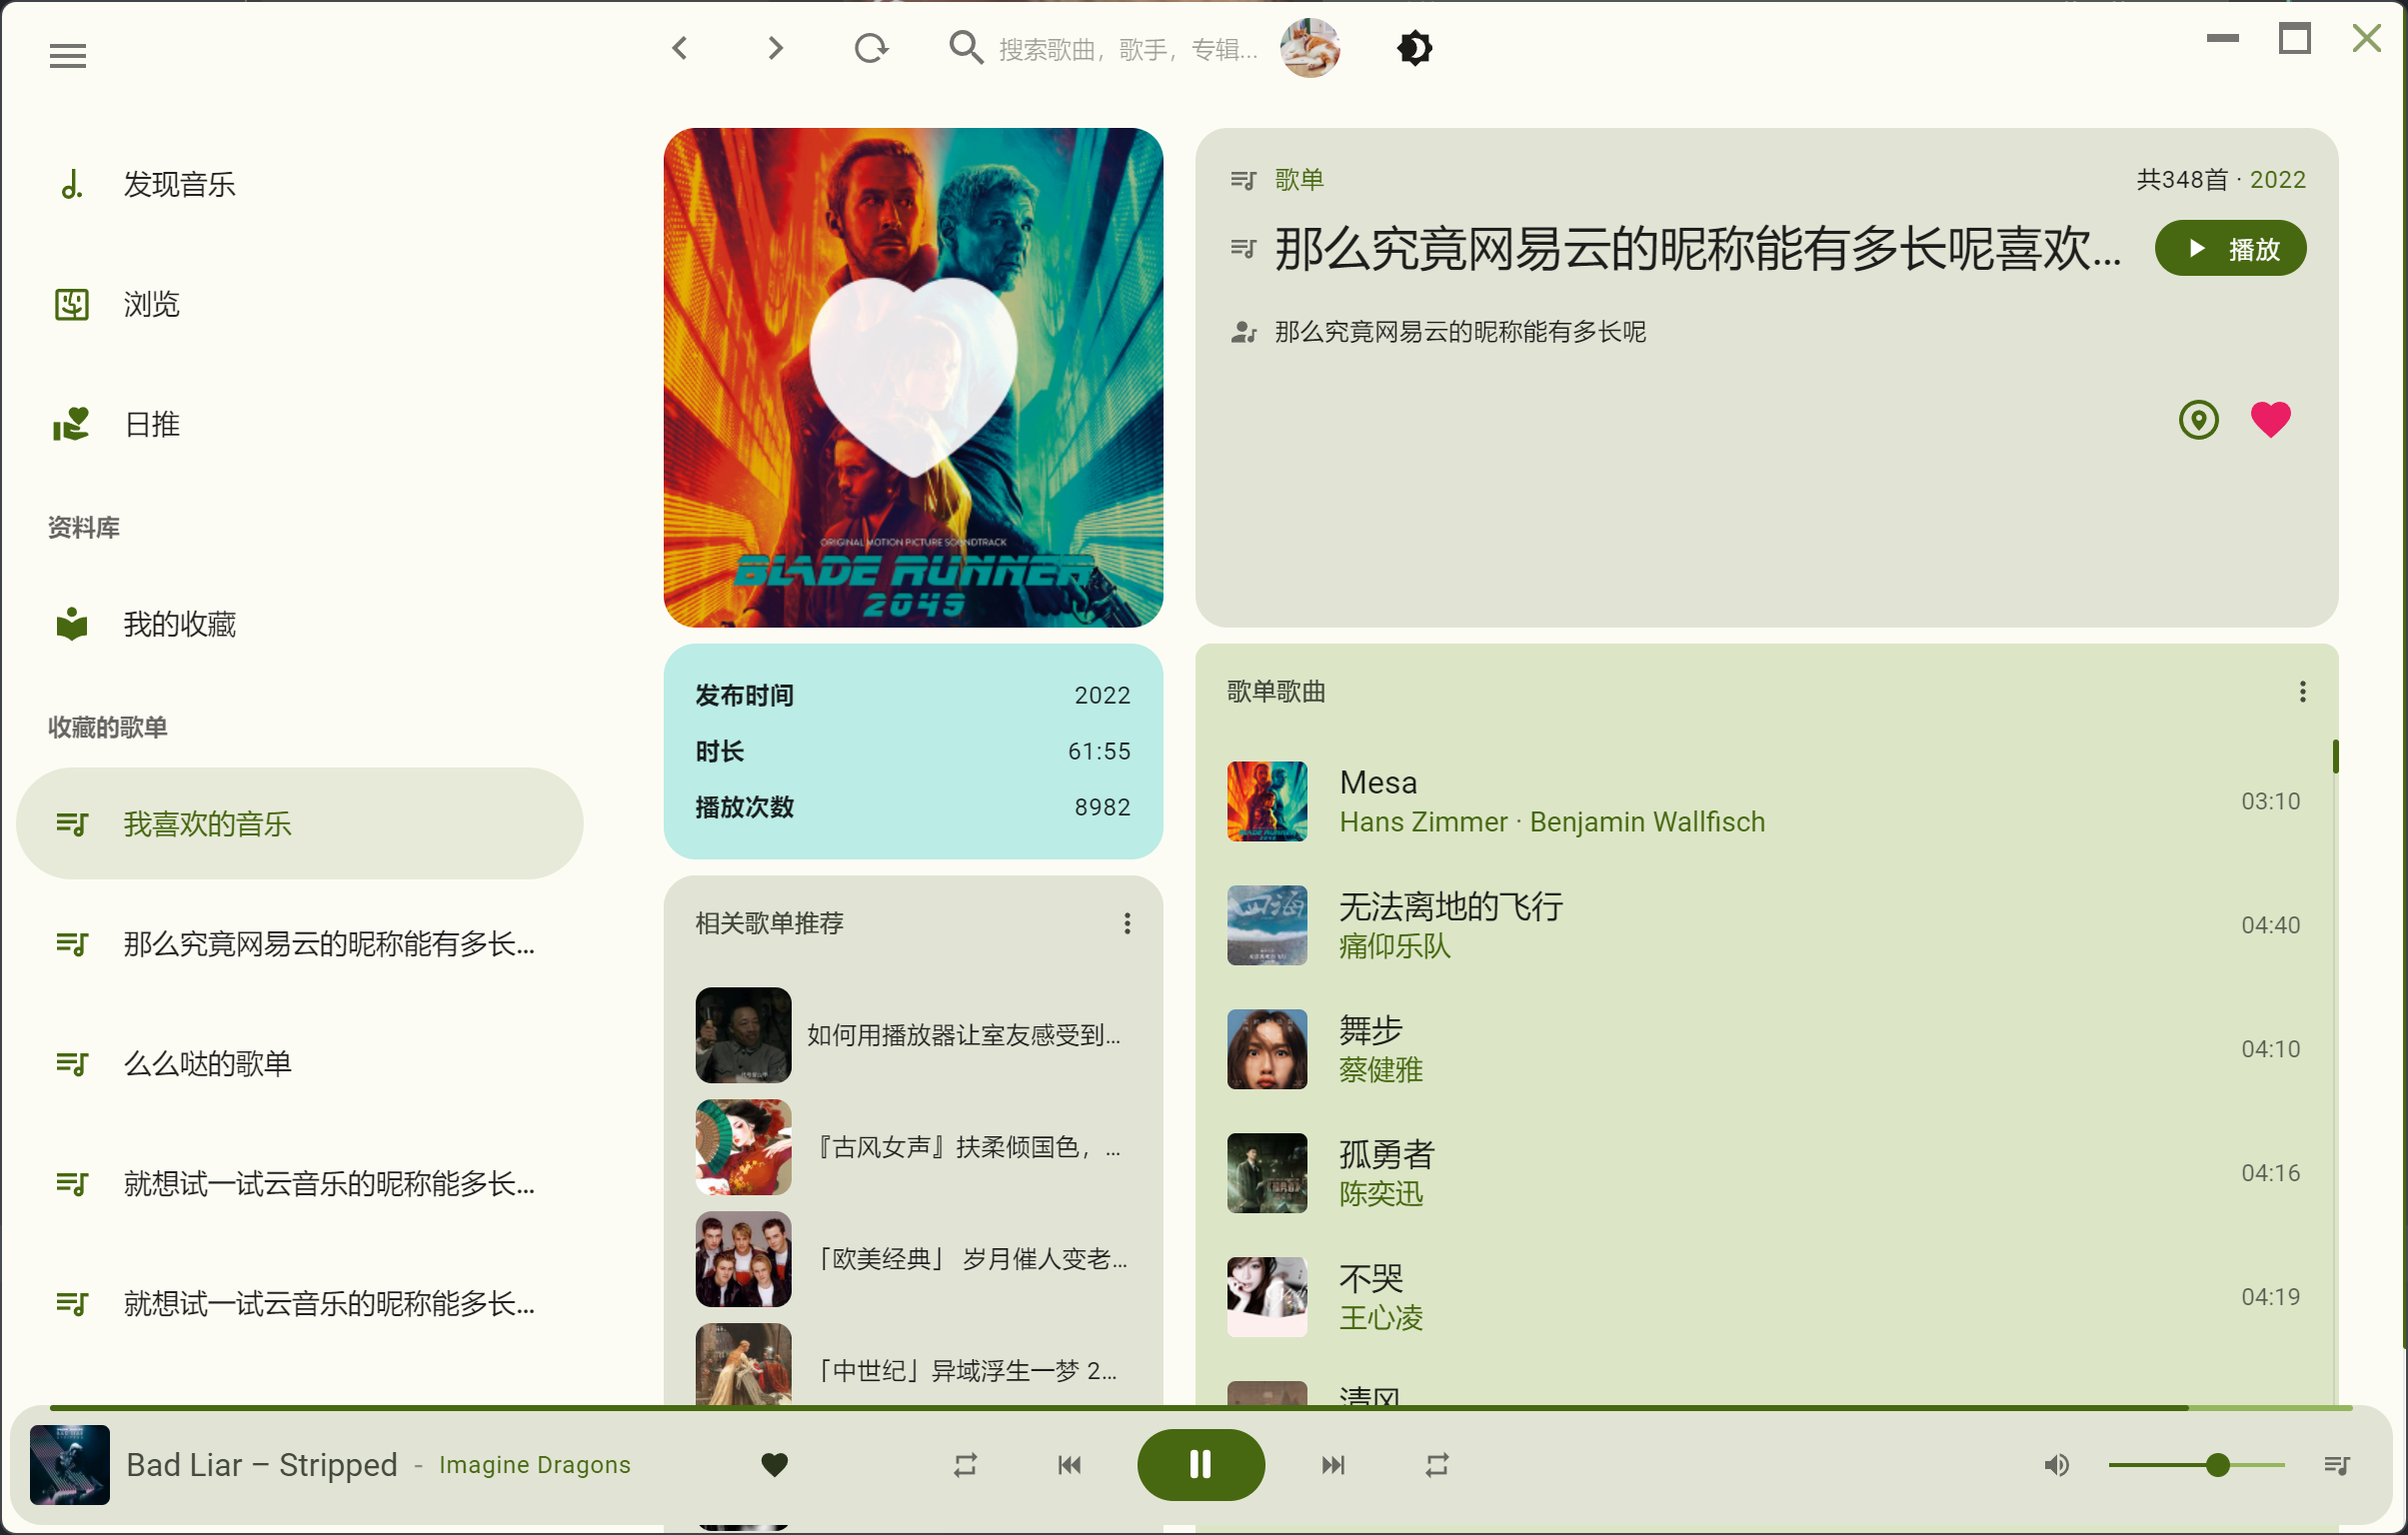 搜索歌曲，歌手，专辑...
发现音乐
浏览
日推
资料库
我的收藏
收藏的歌单
我喜欢的音乐
那么究竟网易云的昵称能有多长...
么么哒的歌单
就想试一试云音乐的昵称能多长...
就想试一试云音乐的昵称能多长...
ORIGINAL MOTION PICTURE SOUNDTRACK
BLADE RUNNER
2049
歌单
共348首 · 2022
那么究竟网易云的昵称能有多长呢喜欢...
播放
那么究竟网易云的昵称能有多长呢
发布时间 2022
时长 61:55
播放次数 8982
相关歌单推荐
如何用播放器让室友感受到...
『古风女声』扶柔倾国色，...
「欧美经典」 岁月催人变老...
「中世纪」异域浮生一梦 2...
歌单歌曲
Mesa
Hans Zimmer · Benjamin Wallfisch
03:10
无法离地的飞行
痛仰乐队
04:40
舞步
蔡健雅
04:10
孤勇者
陈奕迅
04:16
不哭
王心凌
04:19
清风
Bad Liar – Stripped - Imagine Dragons